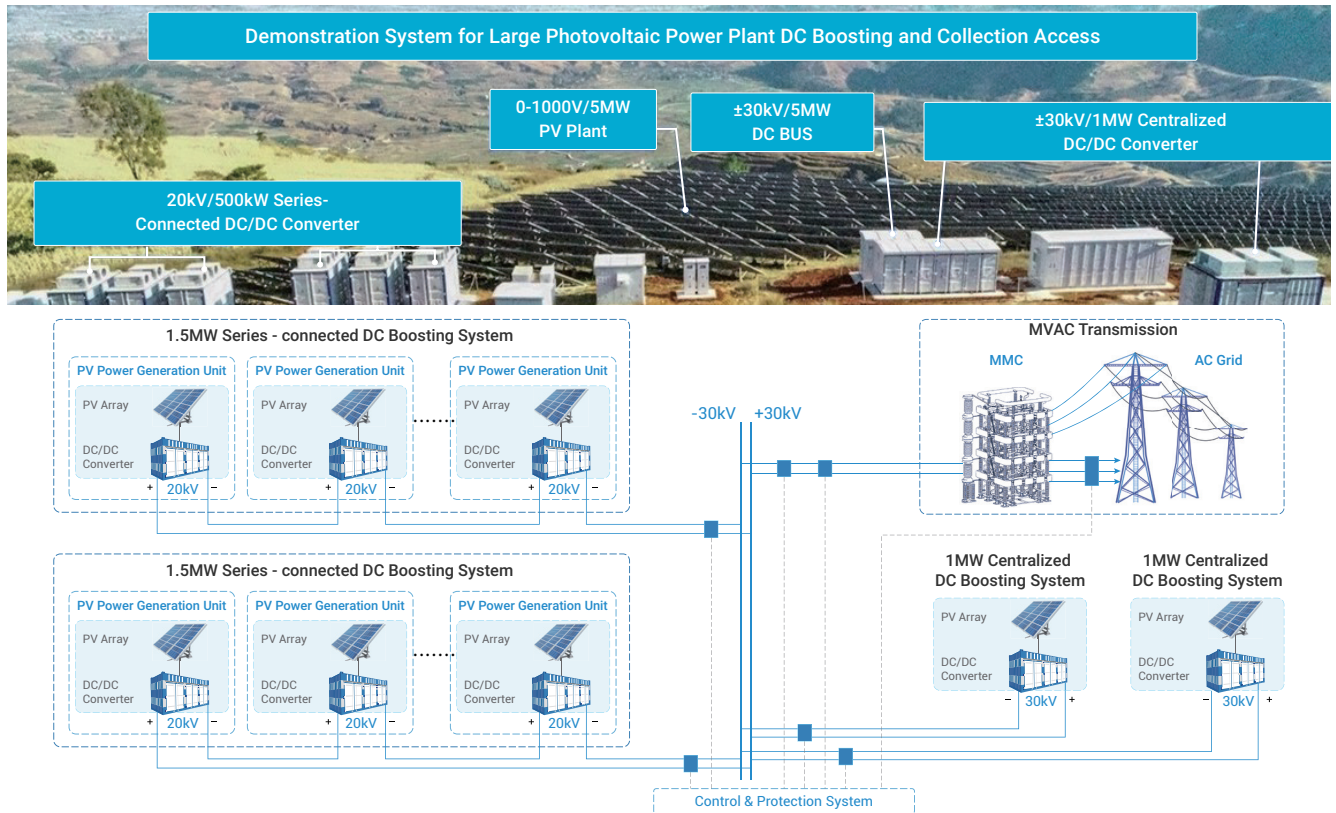 Demonstration System for Large Photovoltaic Power Plant DC Boosting and Collection Access
0-1000V/5MW
PV Plant
±30kV/5MW
DC BUS
±30kV/1MW Centralized
DC/DC Converter
20kV/500kW Series-
Connected DC/DC Converter
1.5MW Series - connected DC Boosting System
PV Power Generation Unit
PV Array
DC/DC
Converter
+ 20kV –
PV Power Generation Unit
PV Array
DC/DC
Converter
+ 20kV –
........
PV Power Generation Unit
PV Array
DC/DC
Converter
+ 20kV –
-30kV
+30kV
MVAC Transmission
MMC
AC Grid
1.5MW Series - connected DC Boosting System
PV Power Generation Unit
PV Array
DC/DC
Converter
+ 20kV –
PV Power Generation Unit
PV Array
DC/DC
Converter
+ 20kV –
........
PV Power Generation Unit
PV Array
DC/DC
Converter
+ 20kV –
1MW Centralized
DC Boosting System
PV Array
DC/DC
Converter
– 30kV +
1MW Centralized
DC Boosting System
PV Array
DC/DC
Converter
– 30kV +
Control & Protection System